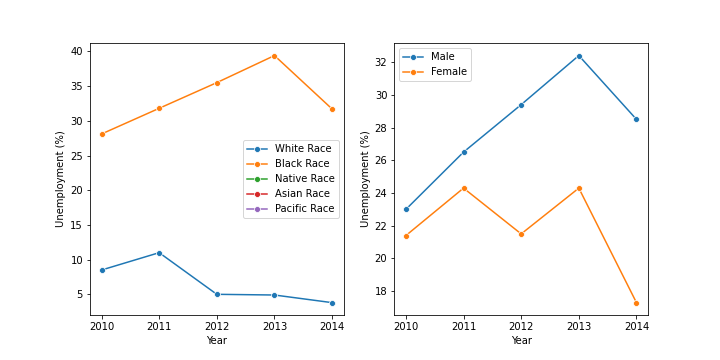 40
35
30
25
20
15
10
5
Unemployment (%)
White Race
Black Race
Native Race
Asian Race
Pacific Race
2010 2011 2012 2013 2014
Year
32
30
28
26
24
22
20
18
Unemployment (%)
Male
Female
2010 2011 2012 2013 2014
Year